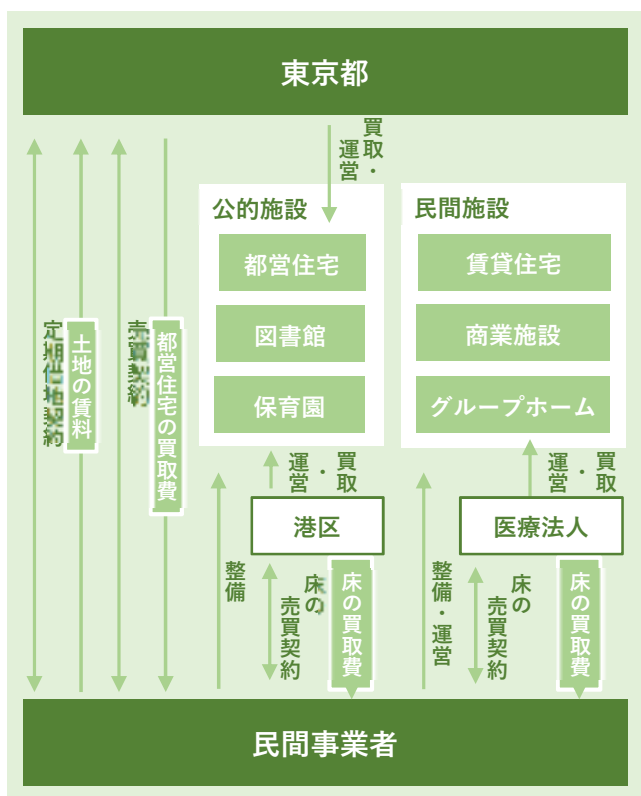 東京都
買取・
運営
公的施設
都営住宅
図書館
保育園
民間施設
賃貸住宅
商業施設
グループホーム
定期借地契約
土地の賃料
売買契約
都営住宅の買取費
買取・
運営
買取・
運営
港区
医療法人
整備
床の
売買契約
床の買取費
整備・運営
床の
売買契約
床の買取費
民間事業者